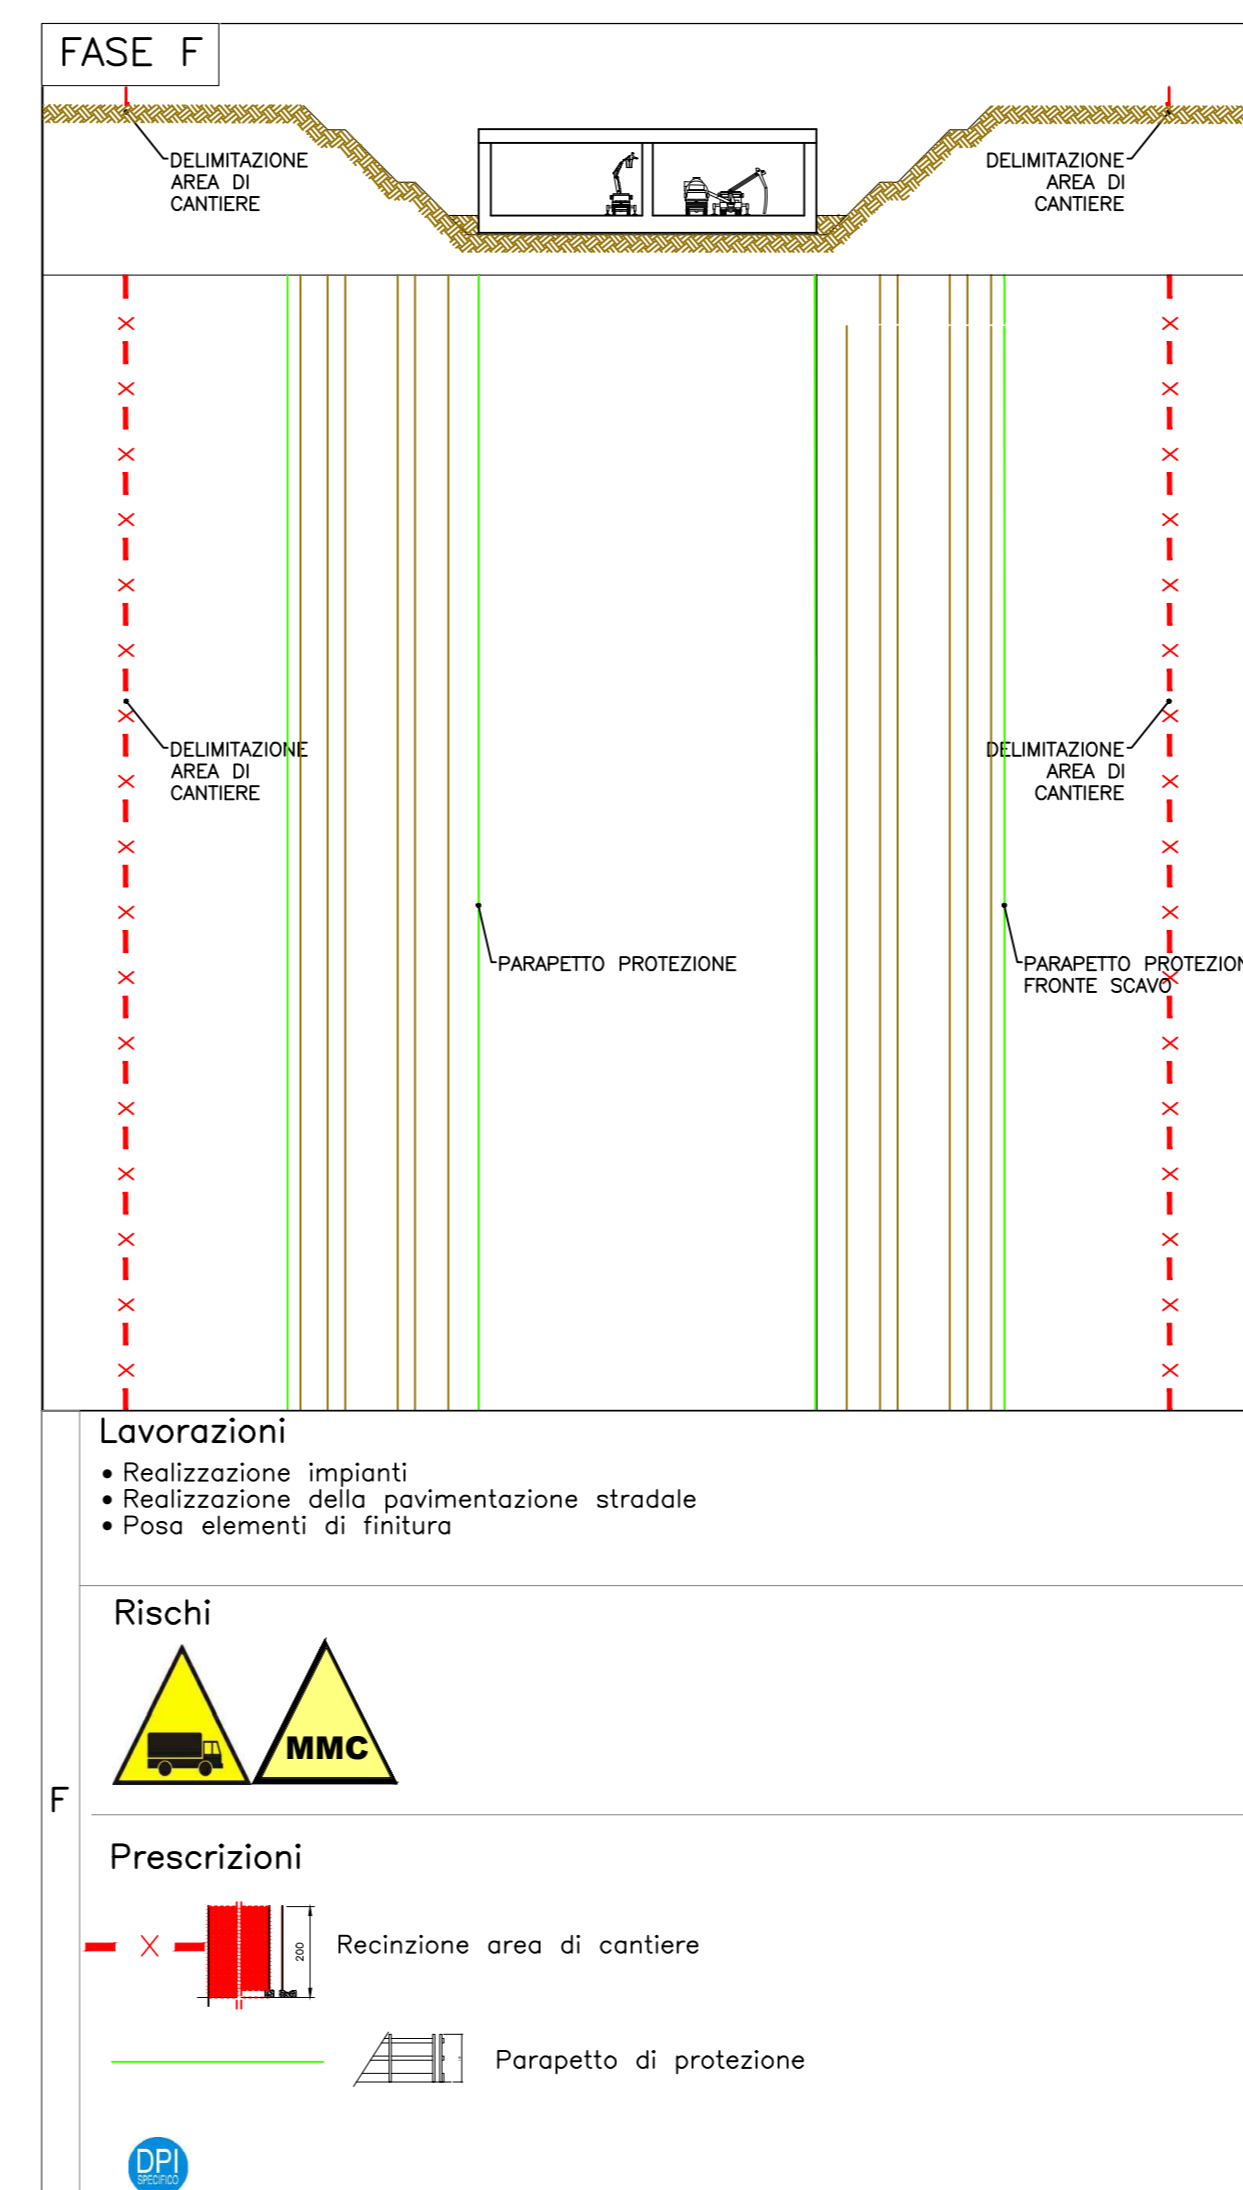 FASE F
DELIMITAZIONE
AREA DI
CANTIERE
DELIMITAZIONE
AREA DI
CANTIERE
DELIMITAZIONE
AREA DI
CANTIERE
DELIMITAZIONE
AREA DI
CANTIERE
PARAPETTO PROTEZIONE
PARAPETTO PROTEZION
FRONTE SCAVO
Lavorazioni
• Realizzazione impianti
• Realizzazione della pavimentazione stradale
• Posa elementi di finitura
Rischi
MMC
F
Prescrizioni
200
Recinzione area di cantiere
Parapetto di protezione
DPI
SPECIFICO